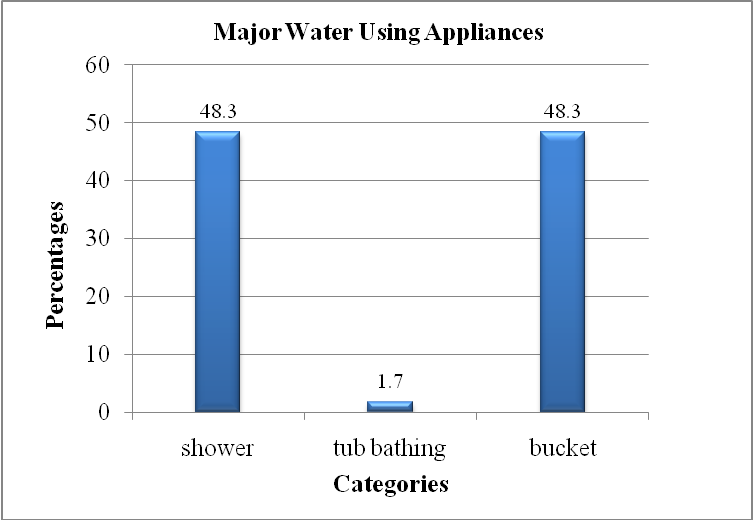 Major Water Using Appliances
60
50
40
30
20
10
0
Percentages
48.3
1.7
48.3
shower
tub bathing
bucket
Categories